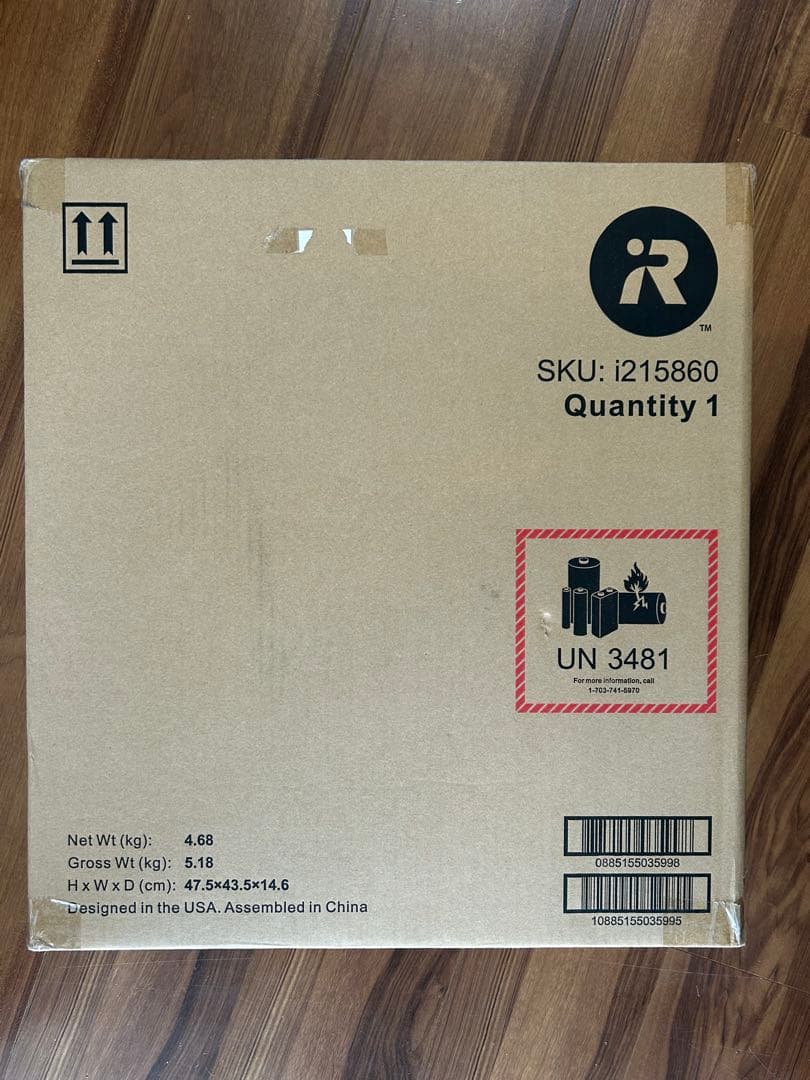 iR
TM
SKU: i215860
Quantity 1
UN 3481
For more information, call
1-703-741-5970
Net Wt (kg): 4.68
Gross Wt (kg): 5.18
H x W x D (cm): 47.5×43.5×14.6
Designed in the USA. Assembled in China
0885155035998
10885155035995